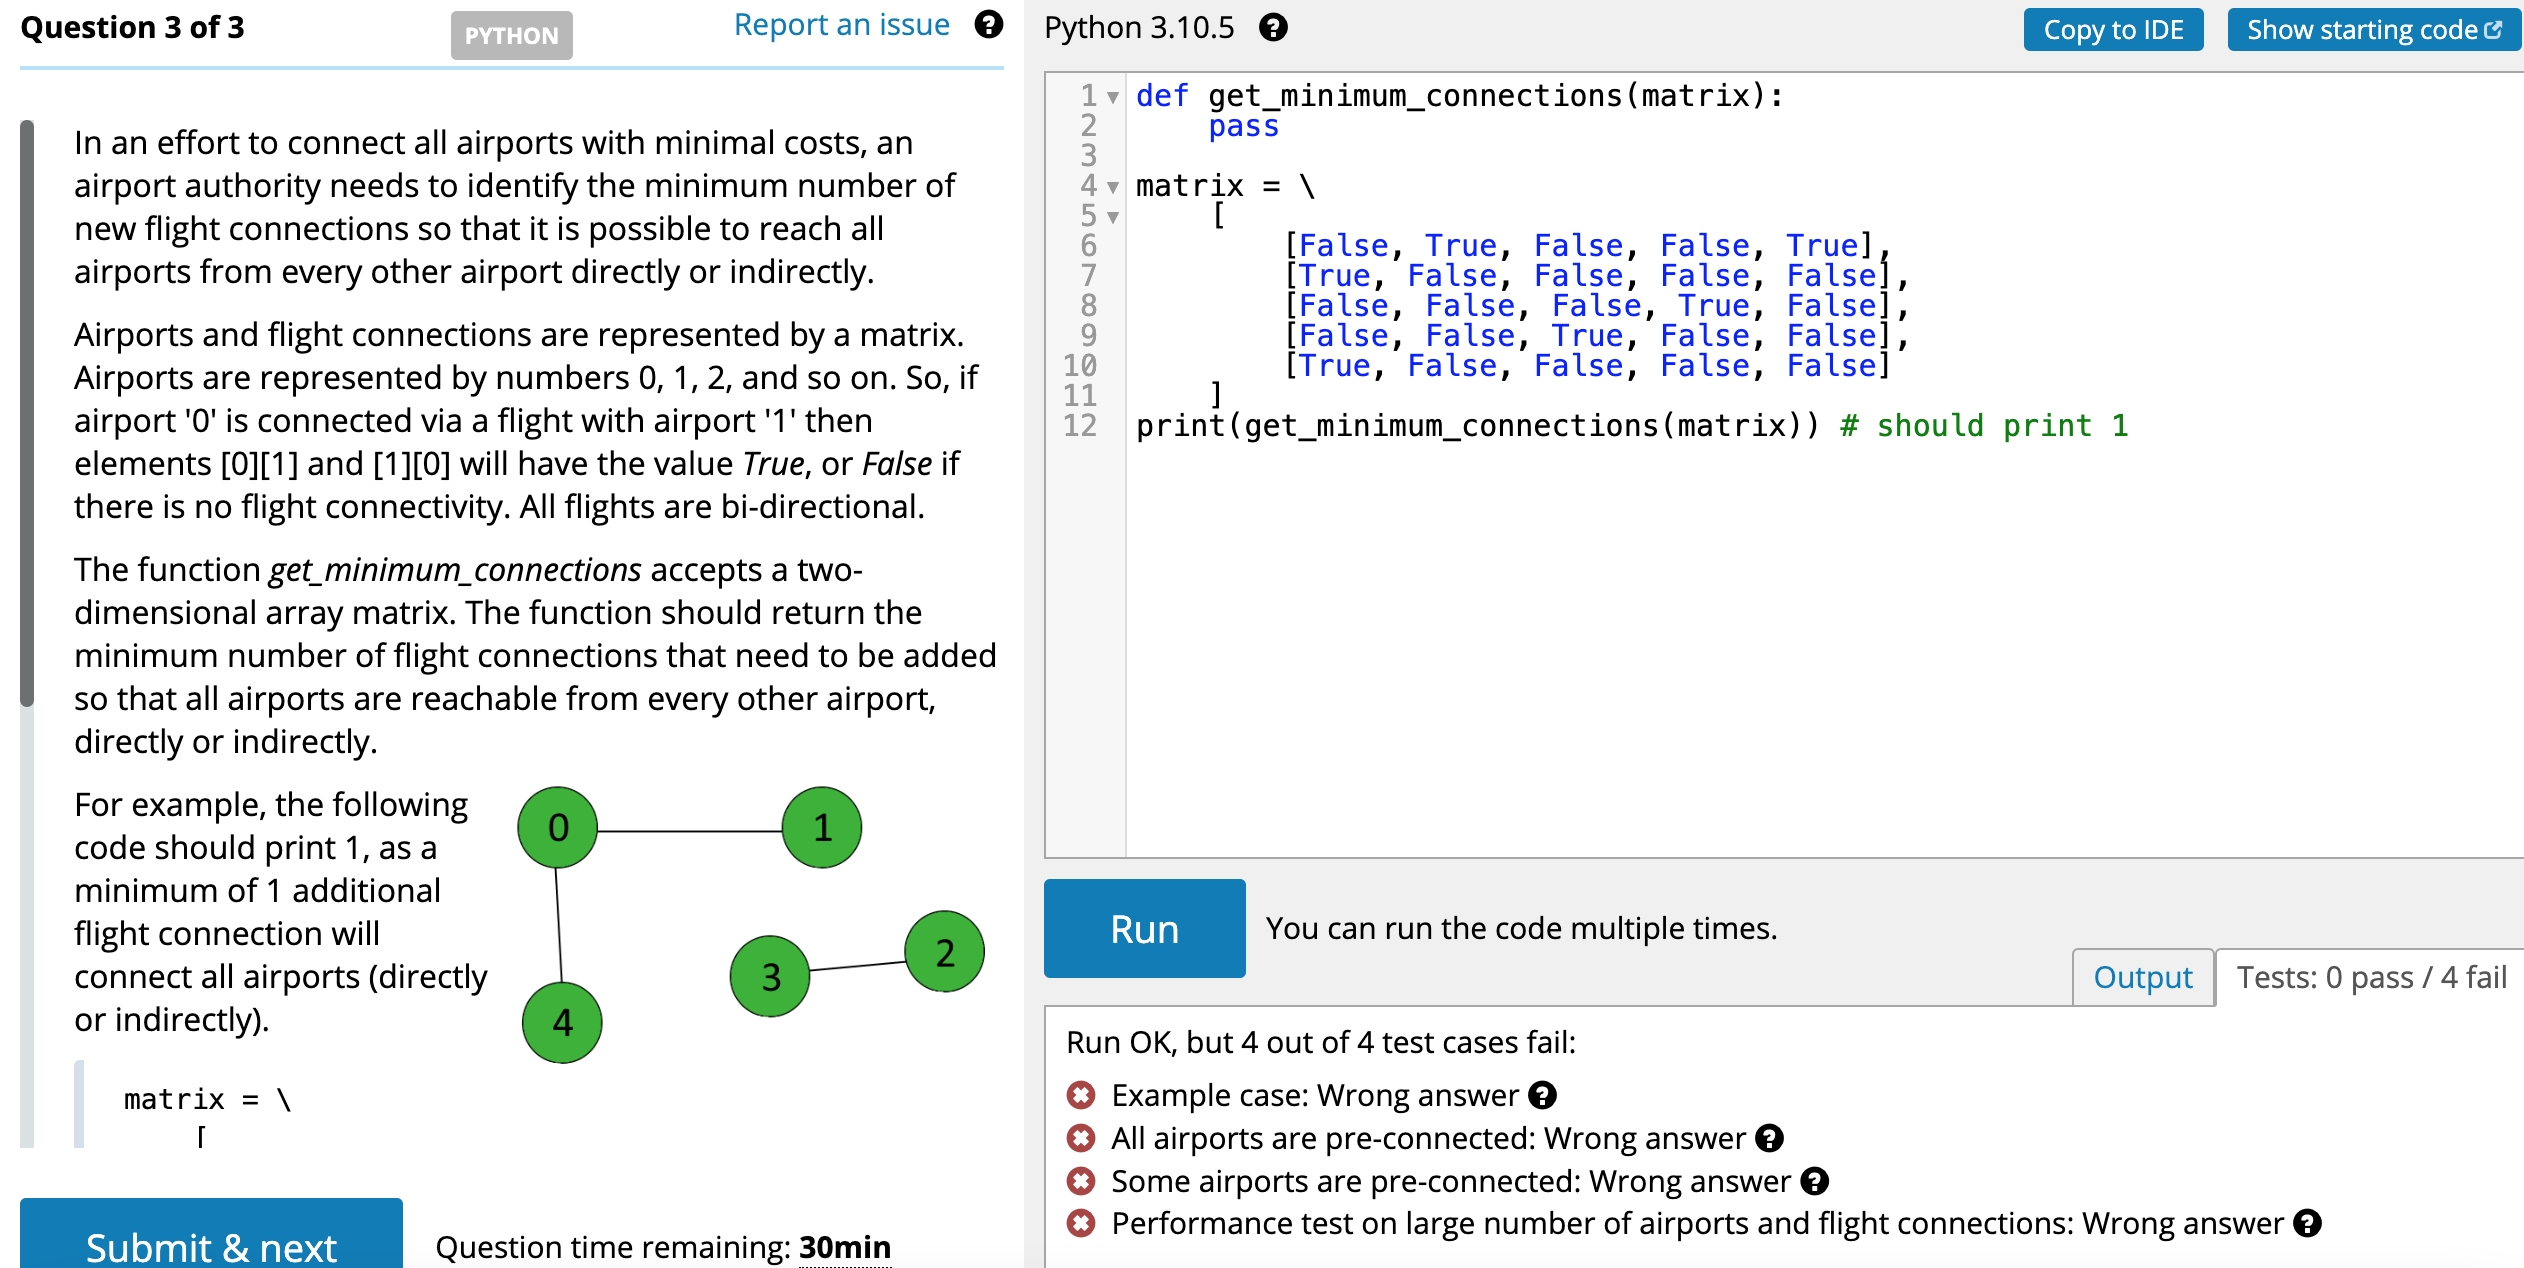 Question 3 of 3
PYTHON
Report an issue ?
In an effort to connect all airports with minimal costs, an
airport authority needs to identify the minimum number of
new flight connections so that it is possible to reach all
airports from every other airport directly or indirectly.
Airports and flight connections are represented by a matrix.
Airports are represented by numbers 0, 1, 2, and so on. So, if
airport '0' is connected via a flight with airport '1' then
elements [0][1] and [1][0] will have the value True, or False if
there is no flight connectivity. All flights are bi-directional.
The function get_minimum_connections accepts a two-
dimensional array matrix. The function should return the
minimum number of flight connections that need to be added
so that all airports are reachable from every other airport,
directly or indirectly.
For example, the following
code should print 1, as a
minimum of 1 additional
flight connection will
connect all airports (directly
or indirectly).
0
1
2
3
4
matrix = \
[
Submit & next
Question time remaining: 30min
Python 3.10.5 ?
Copy to IDE
Show starting code
1 def get_minimum_connections(matrix):
2     pass
3
4 matrix = \
5     [
6         [False, True, False, False, True],
7         [True, False, False, False, False],
8         [False, False, False, True, False],
9         [False, False, True, False, False],
10         [True, False, False, False, False]
11     ]
12 print(get_minimum_connections(matrix)) # should print 1
Run
You can run the code multiple times.
Output
Tests: 0 pass / 4 fail
Run OK, but 4 out of 4 test cases fail:
Example case: Wrong answer ?
All airports are pre-connected: Wrong answer ?
Some airports are pre-connected: Wrong answer ?
Performance test on large number of airports and flight connections: Wrong answer ?